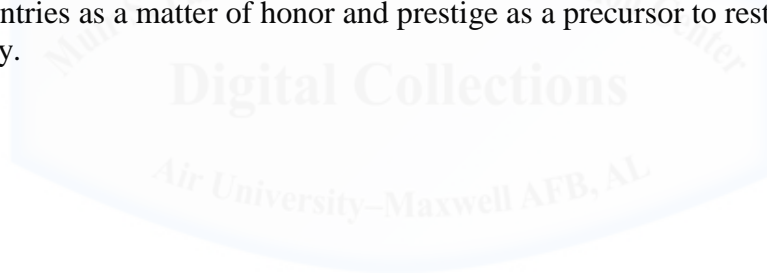 ntries as a matter of honor and prestige as a precursor to rest
y.
Digital Collections
Air University–Maxwell AFB, AL